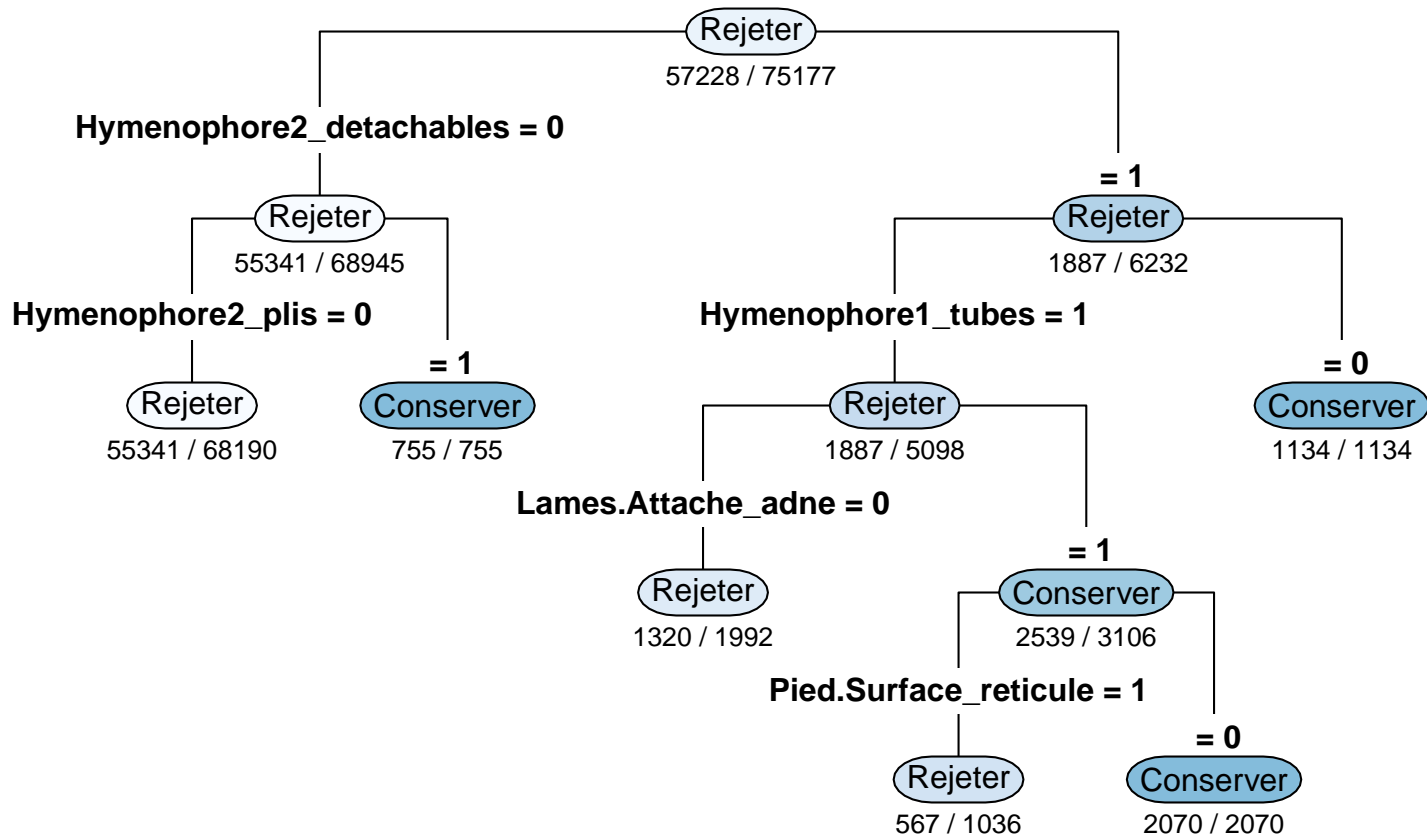 Rejeter
57228 / 75177
Hymenophore2_detachables = 0
= 1
Rejeter
Rejeter
55341 / 68945
1887 / 6232
Hymenophore2_plis = 0
Hymenophore1_tubes = 1
= 1
= 0
Rejeter
Conserver
Rejeter
Conserver
55341 / 68190
755 / 755
1887 / 5098
1134 / 1134
Lames.Attache_adne = 0
= 1
Rejeter
Conserver
1320 / 1992
2539 / 3106
Pied.Surface_reticule = 1
= 0
Rejeter
Conserver
567 / 1036
2070 / 2070